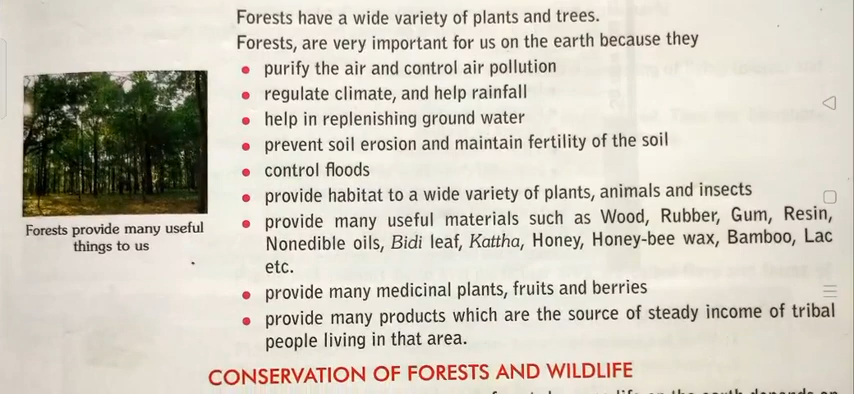 Forests have a wide variety of plants and trees.
Forests, are very important for us on the earth because they
• purify the air and control air pollution
• regulate climate, and help rainfall
• help in replenishing ground water
• prevent soil erosion and maintain fertility of the soil
• control floods
• provide habitat to a wide variety of plants, animals and insects
• provide many useful materials such as Wood, Rubber, Gum, Resin,
Nonedible oils, Bidi leaf, Kattha, Honey, Honey-bee wax, Bamboo, Lac
etc.
• provide many medicinal plants, fruits and berries
• provide many products which are the source of steady income of tribal
people living in that area.
Forests provide many useful
things to us
CONSERVATION OF FORESTS AND WILDLIFE